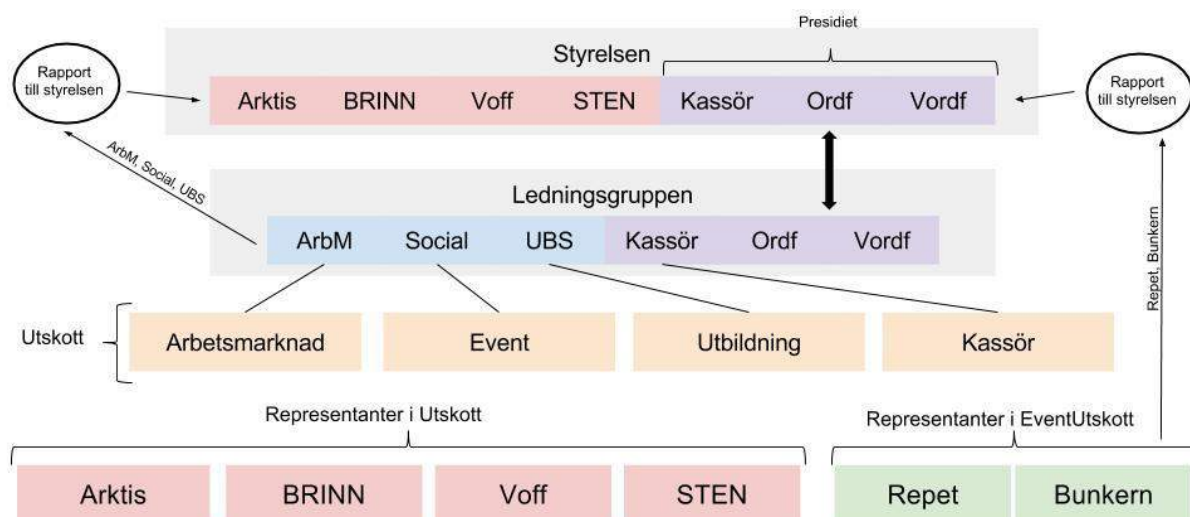 Presidiet
Styrelsen
Rapport
till styrelsen
Arktis BRINN Voff STEN Kassör Ordf Vordf
Rapport
till styrelsen
ArbM, Social, UBS
Ledningsgruppen
ArbM Social UBS Kassör Ordf Vordf
Repet, Bunkern
Utskott
Arbetsmarknad Event Utbildning Kassör
Representanter i Utskott
Representanter i EventUtskott
Arktis BRINN Voff STEN Repet Bunkern